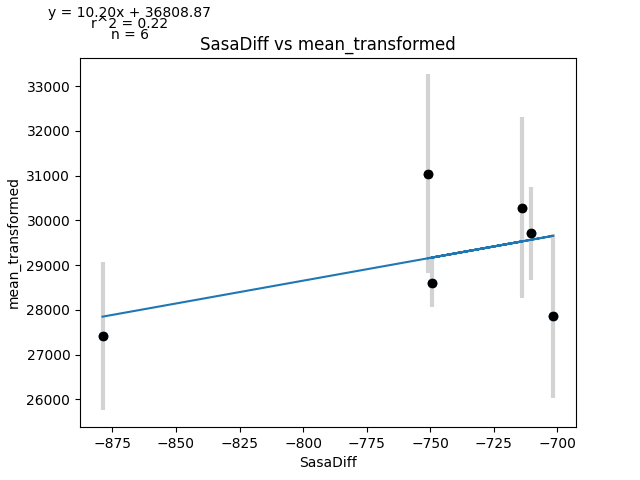 y = 10.20x + 36808.87
r^2 = 0.22
n = 6
SasaDiff vs mean_transformed
33000
32000
31000
30000
29000
28000
27000
26000
mean_transformed
−875
−850
−825
−800
−775
−750
−725
−700
SasaDiff